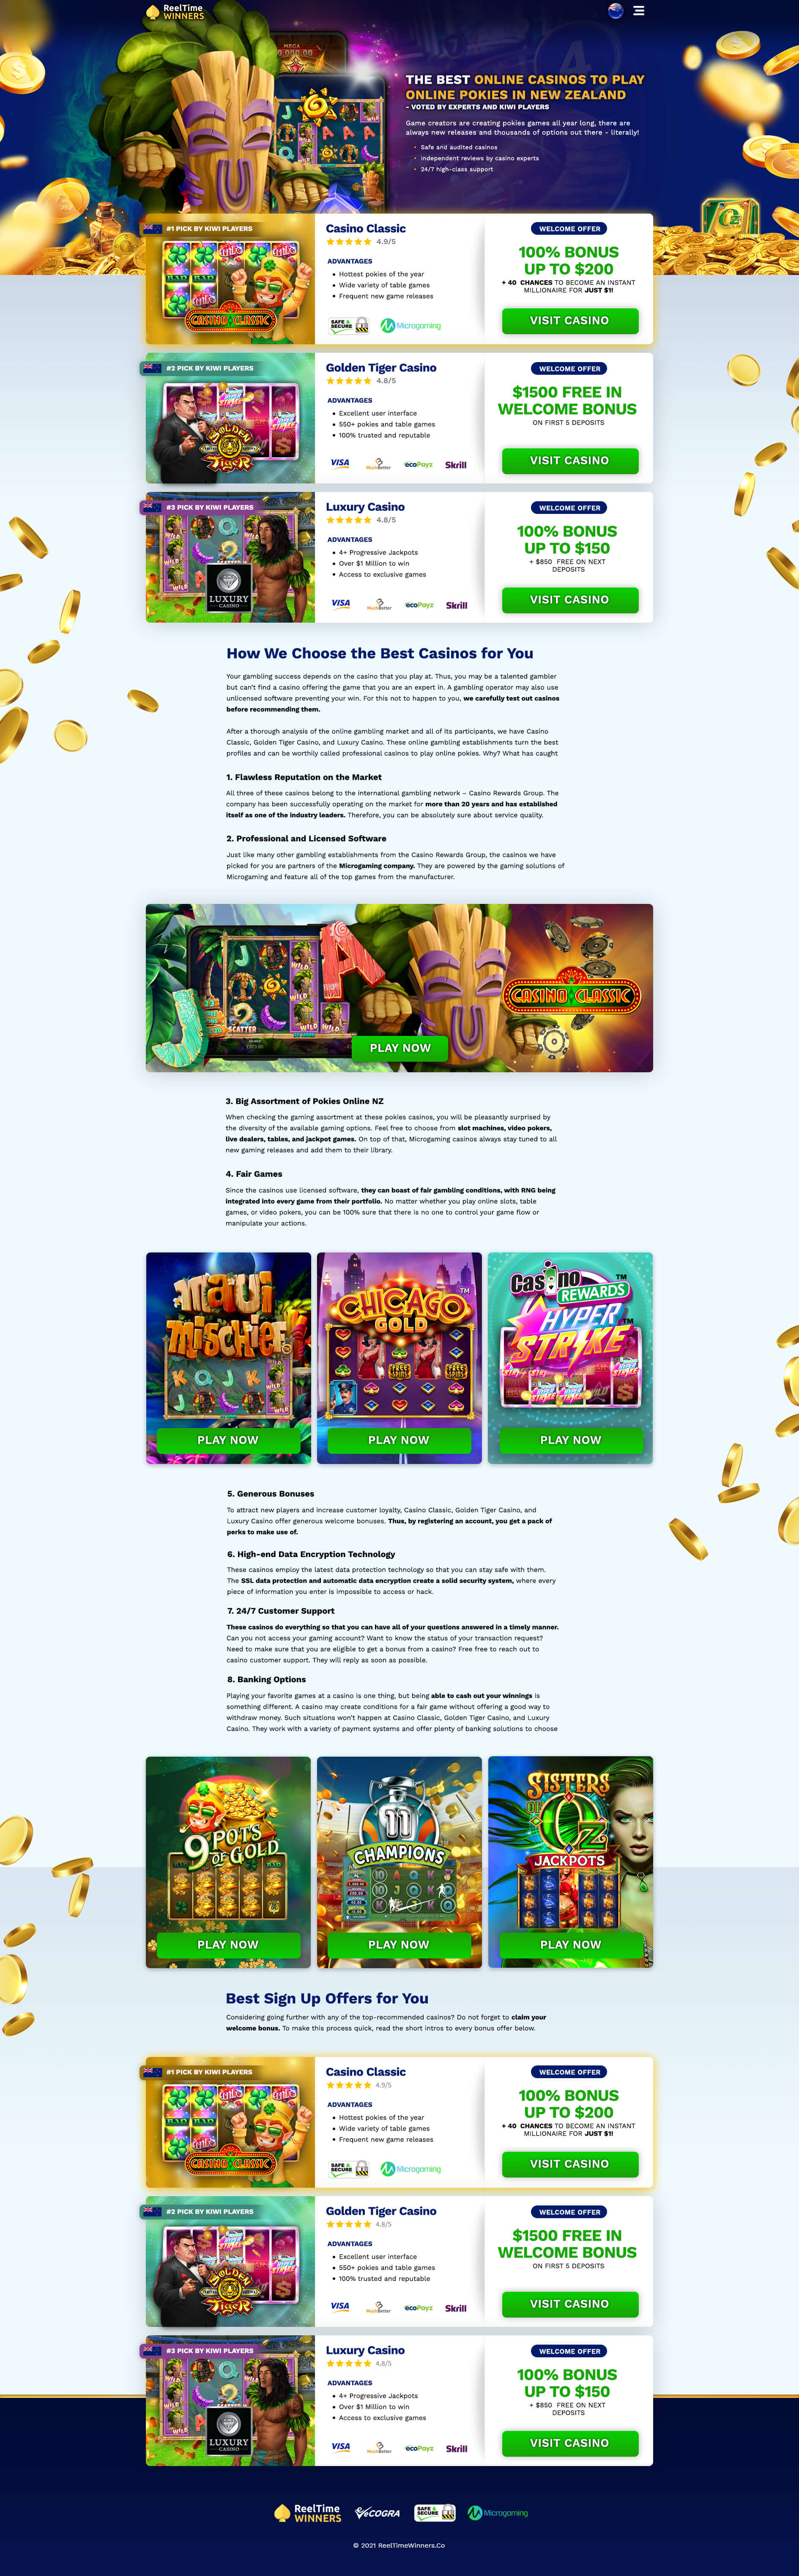 ReelTime
WINNERS
THE BEST ONLINE CASINOS TO PLAY
ONLINE POKIES IN NEW ZEALAND
- VOTED BY EXPERTS AND KIWI PLAYERS
Game creators are creating pokies games all year long, there are
always new releases and thousands of options out there - literally!
• Safe and audited casinos
• Independent reviews by casino experts
• 24/7 high-class support
#1 PICK BY KIWI PLAYERS
CASINO CLASSIC
Casino Classic
4.9/5
ADVANTAGES
• Hottest pokies of the year
• Wide variety of table games
• Frequent new game releases
SAFE &
SECURE
Microgaming
WELCOME OFFER
100% BONUS
UP TO $200
+ 40 CHANCES TO BECOME AN INSTANT
MILLIONAIRE FOR JUST $1!
VISIT CASINO
#2 PICK BY KIWI PLAYERS
GOLDEN
TIGER
Golden Tiger Casino
4.8/5
ADVANTAGES
• Excellent user interface
• 550+ pokies and table games
• 100% trusted and reputable
VISA
MuchBetter
ecoPayz
Skrill
WELCOME OFFER
$1500 FREE IN
WELCOME BONUS
ON FIRST 5 DEPOSITS
VISIT CASINO
#3 PICK BY KIWI PLAYERS
LUXURY
CASINO
Luxury Casino
4.8/5
ADVANTAGES
• 4+ Progressive Jackpots
• Over $1 Million to win
• Access to exclusive games
VISA
MuchBetter
ecoPayz
Skrill
WELCOME OFFER
100% BONUS
UP TO $150
+ $850 FREE ON NEXT
DEPOSITS
VISIT CASINO
How We Choose the Best Casinos for You
Your gambling success depends on the casino that you play at. Thus, you may be a talented gambler
but can't find a casino offering the game that you are an expert in. A gambling operator may also use
unlicensed software preventing your win. For this not to happen to you, we carefully test out casinos
before recommending them.
After a thorough analysis of the online gambling market and all of its participants, we have Casino
Classic, Golden Tiger Casino, and Luxury Casino. These online gambling establishments turn the best
profiles and can be worthily called professional casinos to play online pokies. Why? What has caught
1. Flawless Reputation on the Market
All three of these casinos belong to the international gambling network – Casino Rewards Group. The
company has been successfully operating on the market for more than 20 years and has established
itself as one of the industry leaders. Therefore, you can be absolutely sure about service quality.
2. Professional and Licensed Software
Just like many other gambling establishments from the Casino Rewards Group, the casinos we have
picked for you are partners of the Microgaming company. They are powered by the gaming solutions of
Microgaming and feature all of the top games from the manufacturer.
CASINO CLASSIC
PLAY NOW
3. Big Assortment of Pokies Online NZ
When checking the gaming assortment at these pokies casinos, you will be pleasantly surprised by
the diversity of the available gaming options. Feel free to choose from slot machines, video pokers,
live dealers, tables, and jackpot games. On top of that, Microgaming casinos always stay tuned to all
new gaming releases and add them to their library.
4. Fair Games
Since the casinos use licensed software, they can boast of fair gambling conditions, with RNG being
integrated into every game from their portfolio. No matter whether you play online slots, table
games, or video pokers, you can be 100% sure that there is no one to control your game flow or
manipulate your actions.
maui
mischief
PLAY NOW
CHICAGO
GOLD
PLAY NOW
Casino
REWARDS
HYPER
STRIKE
PLAY NOW
5. Generous Bonuses
To attract new players and increase customer loyalty, Casino Classic, Golden Tiger Casino, and
Luxury Casino offer generous welcome bonuses. Thus, by registering an account, you get a pack of
perks to make use of.
6. High-end Data Encryption Technology
These casinos employ the latest data protection technology so that you can stay safe with them.
The SSL data protection and automatic data encryption create a solid security system, where every
piece of information you enter is impossible to access or hack.
7. 24/7 Customer Support
These casinos do everything so that you can have all of your questions answered in a timely manner.
Can you not access your gaming account? Want to know the status of your transaction request?
Need to make sure that you are eligible to get a bonus from a casino? Free free to reach out to
casino customer support. They will reply as soon as possible.
8. Banking Options
Playing your favorite games at a casino is one thing, but being able to cash out your winnings is
something different. A casino may create conditions for a fair game without offering a good way to
withdraw money. Such situations won't happen at Casino Classic, Golden Tiger Casino, and Luxury
Casino. They work with a variety of payment systems and offer plenty of banking solutions to choose
9 POTS
OF GOLD
PLAY NOW
11
CHAMPIONS
PLAY NOW
SISTERS
OF OZ
JACKPOTS
PLAY NOW
Best Sign Up Offers for You
Considering going further with any of the top-recommended casinos? Do not forget to claim your
welcome bonus. To make this process quick, read the short intros to every bonus offer below.
#1 PICK BY KIWI PLAYERS
CASINO CLASSIC
Casino Classic
4.9/5
ADVANTAGES
• Hottest pokies of the year
• Wide variety of table games
• Frequent new game releases
SAFE &
SECURE
Microgaming
WELCOME OFFER
100% BONUS
UP TO $200
+ 40 CHANCES TO BECOME AN INSTANT
MILLIONAIRE FOR JUST $1!
VISIT CASINO
#2 PICK BY KIWI PLAYERS
GOLDEN
TIGER
Golden Tiger Casino
4.8/5
ADVANTAGES
• Excellent user interface
• 550+ pokies and table games
• 100% trusted and reputable
VISA
MuchBetter
ecoPayz
Skrill
WELCOME OFFER
$1500 FREE IN
WELCOME BONUS
ON FIRST 5 DEPOSITS
VISIT CASINO
#3 PICK BY KIWI PLAYERS
LUXURY
CASINO
Luxury Casino
4.8/5
ADVANTAGES
• 4+ Progressive Jackpots
• Over $1 Million to win
• Access to exclusive games
VISA
MuchBetter
ecoPayz
Skrill
WELCOME OFFER
100% BONUS
UP TO $150
+ $850 FREE ON NEXT
DEPOSITS
VISIT CASINO
ReelTime
WINNERS
eCOGRA
SAFE &
SECURE
Microgaming
© 2021 ReelTimeWinners.Co